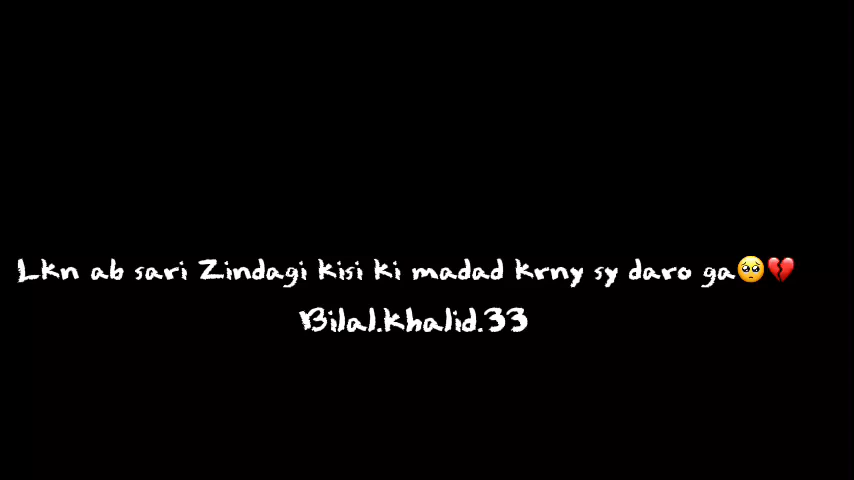 Lkn ab sari Zindagi kisi ki madad krny sy daro ga🥺💔
Bilal.khalid.33